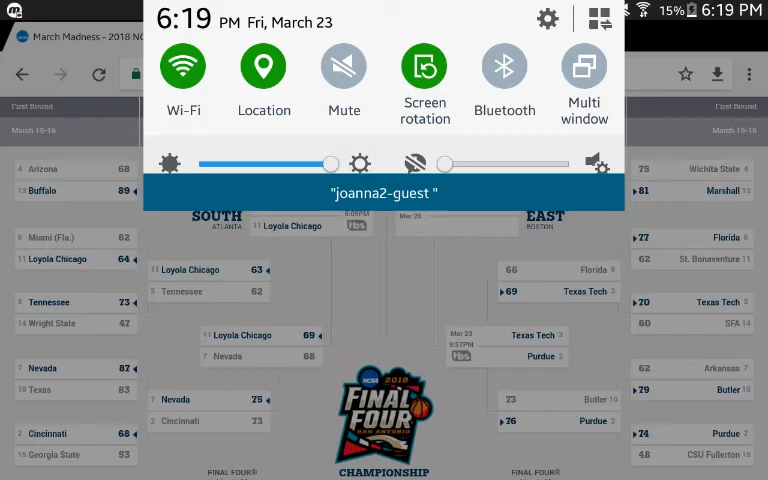 6:19 PM Fri, March 23
15% 6:19 PM
March Madness - 2018 NC
Wi-Fi
Location
Mute
Screen rotation
Bluetooth
Multi window
"joanna2-guest "
First Round
First Round
March 15-16
4 Arizona 68
13 Buffalo 89
6 Miami (Fla.) 62
11 Loyola Chicago 64
3 Tennessee 73
14 Wright State 47
7 Nevada 87
10 Texas 83
2 Cincinnati 68
15 Georgia State 53
11 Loyola Chicago 63
3 Tennessee 62
7 Nevada 75
2 Cincinnati 73
SOUTH
ATLANTA
11 Loyola Chicago 69
7 Nevada 68
6:09PM
11 Loyola Chicago tbs
Mar 25
EAST
BOSTON
Mar 23
9:57PM
tbs
Texas Tech 3
Purdue 2
66 Florida 6
69 Texas Tech 3
73 Butler 10
76 Purdue 2
75 Wichita State 4
81 Marshall 13
77 Florida 6
62 St. Bonaventure 11
70 Texas Tech 3
60 SFA 14
62 Arkansas 7
79 Butler 10
74 Purdue 2
48 CSU Fullerton 15
NCAA 2018
FINAL FOUR
SAN ANTONIO
FINAL FOUR®
CHAMPIONSHIP
FINAL FOUR®